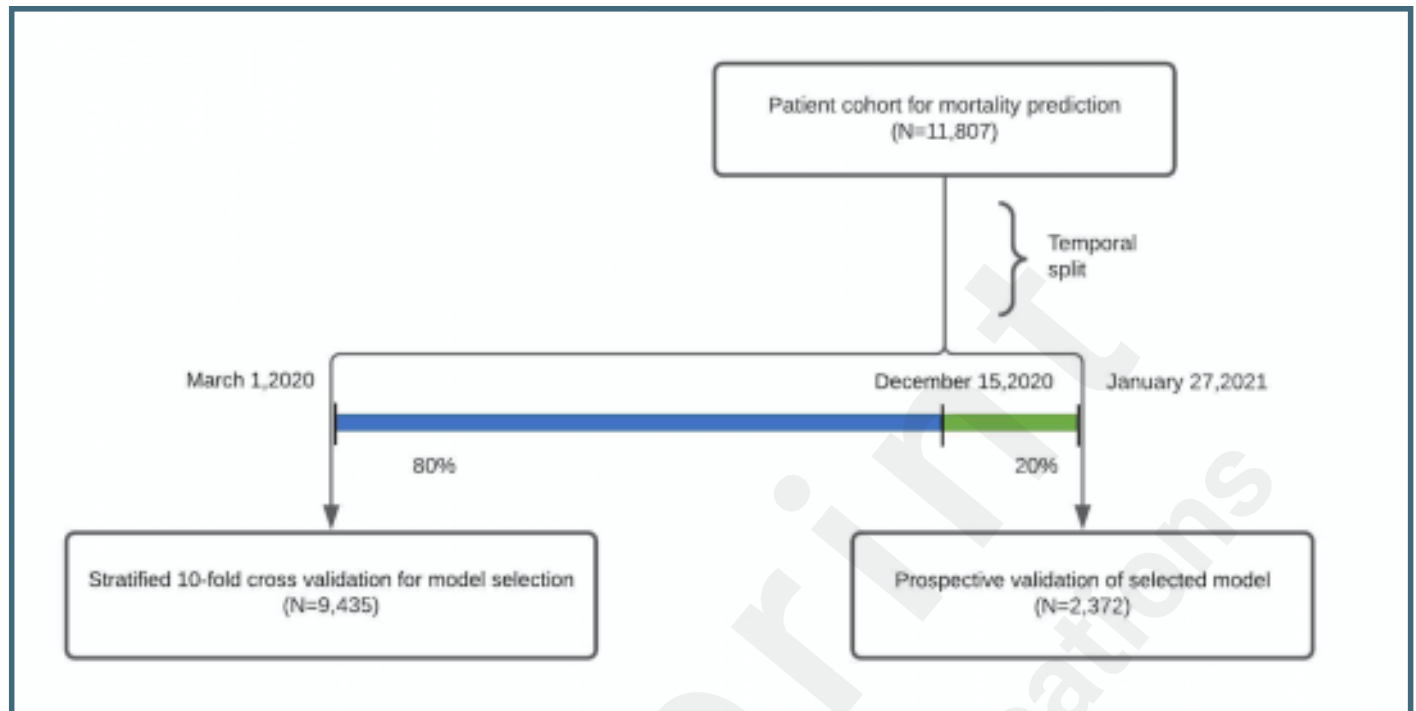 Patient cohort for mortality prediction
(N=11,807)
Temporal
split
March 1,2020
December 15,2020
January 27,2021
80%
20%
Stratified 10-fold cross validation for model selection
(N=9,435)
Prospective validation of selected model
(N=2,372)